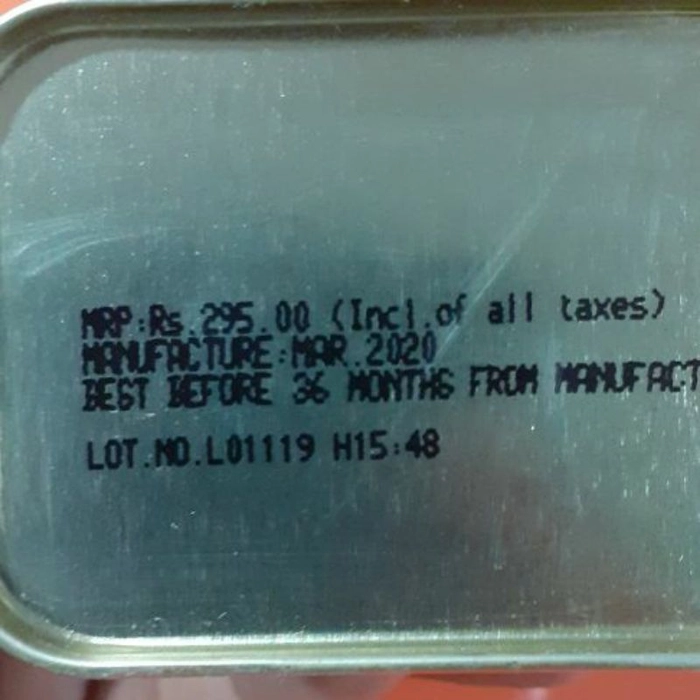 MRP:Rs.295.00 (Incl.of all taxes)
MANUFACTURE:MAR.2020
BEST BEFORE 36 MONTHS FROM MANUFACT
LOT.NO.L01119 H15:48